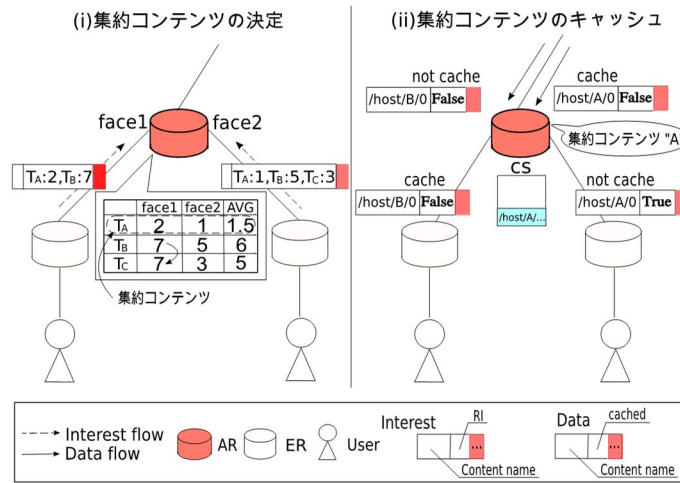 (i)集約コンテンツの決定
face1
face2
TA:2,TB:7
TA:1,TB:5,TC:3
face1 face2 AVG
TA 2 1 1.5
TB 7 5 6
TC 7 3 5
集約コンテンツ
(ii)集約コンテンツのキャッシュ
not cache
/host/B/0 False
cache
/host/A/0 False
集約コンテンツ "A"
CS
/host/A/...
cache
/host/B/0 False
not cache
/host/A/0 True
Interest flow
Data flow
AR
ER
User
Interest
RI
...
Content name
Data
cached
...
Content name